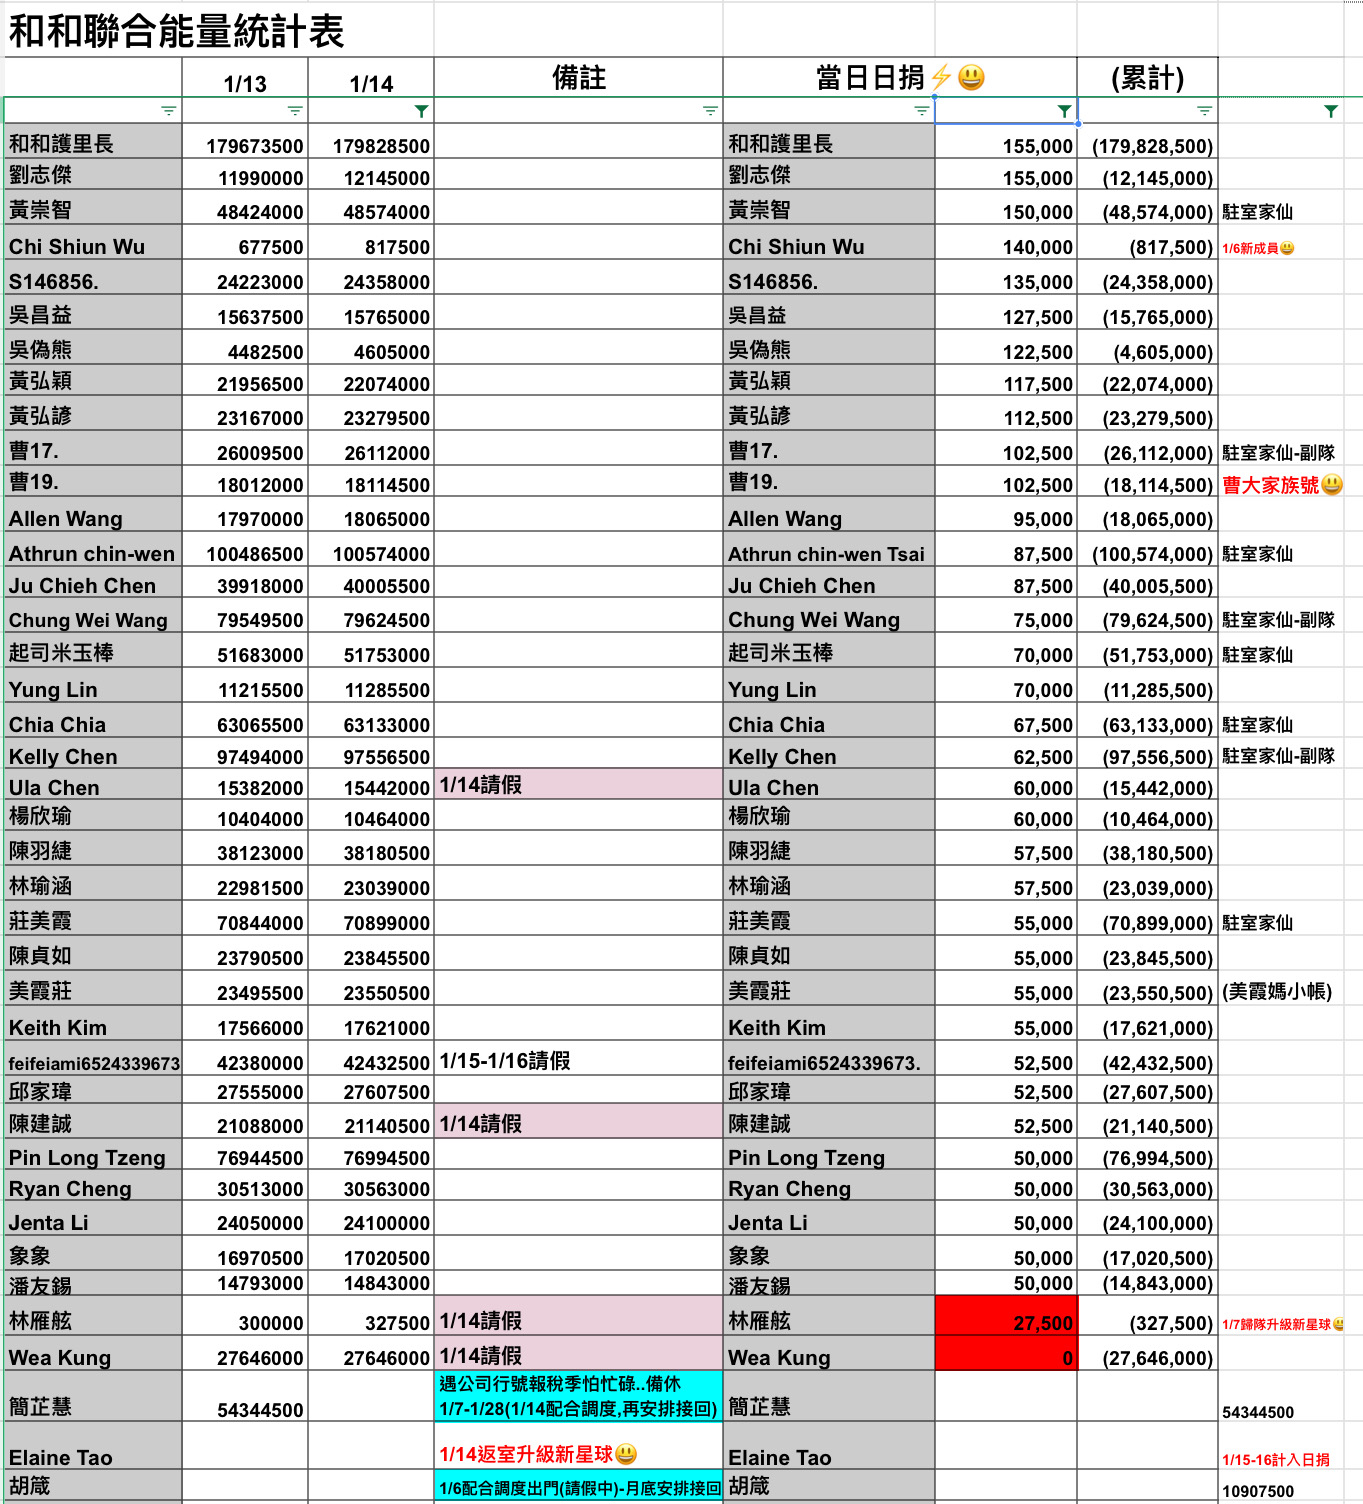 和和聯合能量統計表
1/13 1/14 備註 當日日捐⚡😃 (累計)
和和護里長 179673500 179828500 和和護里長 155,000 (179,828,500)
劉志傑 11990000 12145000 劉志傑 155,000 (12,145,000)
黃崇智 48424000 48574000 黃崇智 150,000 (48,574,000) 駐室家仙
Chi Shiun Wu 677500 817500 Chi Shiun Wu 140,000 (817,500) 1/6新成員😃
S146856. 24223000 24358000 S146856. 135,000 (24,358,000)
吳昌益 15637500 15765000 吳昌益 127,500 (15,765,000)
吳偽熊 4482500 4605000 吳偽熊 122,500 (4,605,000)
黃弘穎 21956500 22074000 黃弘穎 117,500 (22,074,000)
黃弘諺 23167000 23279500 黃弘諺 112,500 (23,279,500)
曹17. 26009500 26112000 曹17. 102,500 (26,112,000) 駐室家仙-副隊
曹19. 18012000 18114500 曹19. 102,500 (18,114,500) 曹大家族號😃
Allen Wang 17970000 18065000 Allen Wang 95,000 (18,065,000)
Athrun chin-wen 100486500 100574000 Athrun chin-wen Tsai 87,500 (100,574,000) 駐室家仙
Ju Chieh Chen 39918000 40005500 Ju Chieh Chen 87,500 (40,005,500)
Chung Wei Wang 79549500 79624500 Chung Wei Wang 75,000 (79,624,500) 駐室家仙-副隊
起司米玉棒 51683000 51753000 起司米玉棒 70,000 (51,753,000) 駐室家仙
Yung Lin 11215500 11285500 Yung Lin 70,000 (11,285,500)
Chia Chia 63065500 63133000 Chia Chia 67,500 (63,133,000) 駐室家仙
Kelly Chen 97494000 97556500 Kelly Chen 62,500 (97,556,500) 駐室家仙-副隊
Ula Chen 15382000 15442000 1/14請假 Ula Chen 60,000 (15,442,000)
楊欣瑜 10404000 10464000 楊欣瑜 60,000 (10,464,000)
陳羽緁 38123000 38180500 陳羽緁 57,500 (38,180,500)
林瑜涵 22981500 23039000 林瑜涵 57,500 (23,039,000)
莊美霞 70844000 70899000 莊美霞 55,000 (70,899,000) 駐室家仙
陳貞如 23790500 23845500 陳貞如 55,000 (23,845,500)
美霞莊 23495500 23550500 美霞莊 55,000 (23,550,500) (美霞媽小帳)
Keith Kim 17566000 17621000 Keith Kim 55,000 (17,621,000)
feifeiami6524339673 42380000 42432500 1/15-1/16請假 feifeiami6524339673. 52,500 (42,432,500)
邱家瑋 27555000 27607500 邱家瑋 52,500 (27,607,500)
陳建誠 21088000 21140500 1/14請假 陳建誠 52,500 (21,140,500)
Pin Long Tzeng 76944500 76994500 Pin Long Tzeng 50,000 (76,994,500)
Ryan Cheng 30513000 30563000 Ryan Cheng 50,000 (30,563,000)
Jenta Li 24050000 24100000 Jenta Li 50,000 (24,100,000)
象象 16970500 17020500 象象 50,000 (17,020,500)
潘友錫 14793000 14843000 潘友錫 50,000 (14,843,000)
林雁舷 300000 327500 1/14請假 林雁舷 27,500 (327,500) 1/7歸隊升級新星球😃
Wea Kung 27646000 27646000 1/14請假 Wea Kung 0 (27,646,000)
遇公司行號報稅季怕忙碌..備休
簡芷慧 54344500 1/7-1/28(1/14配合調度,再安排接回) 簡芷慧 54344500
Elaine Tao 1/14返室升級新星球😃 Elaine Tao 1/15-16計入日捐
胡箴 1/6配合調度出門(請假中)-月底安排接回 胡箴 10907500